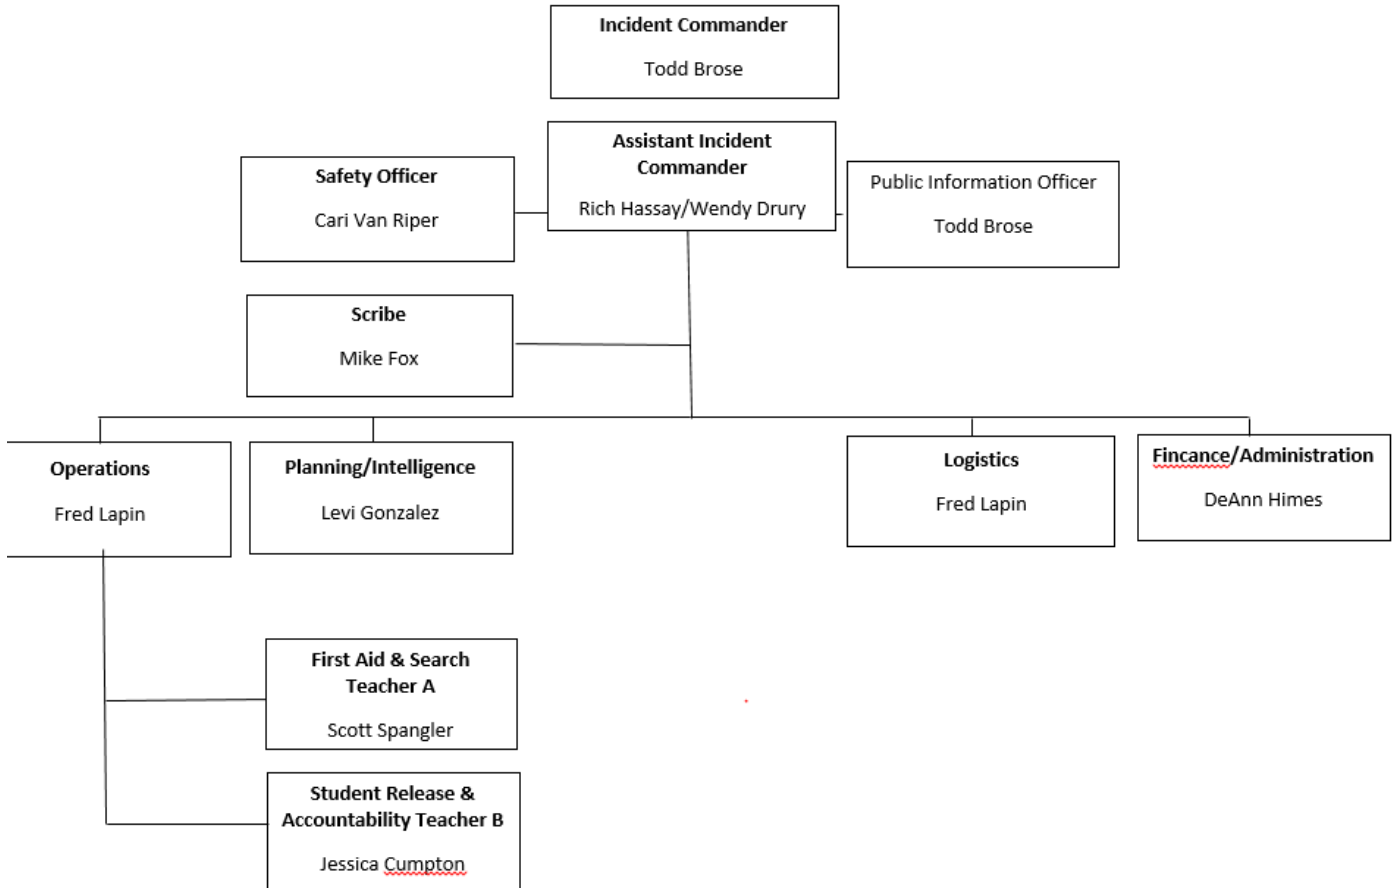 Incident Commander
Todd Brose
Assistant Incident
Commander
Rich Hassay/Wendy Drury
Safety Officer
Cari Van Riper
Public Information Officer
Todd Brose
Scribe
Mike Fox
Operations
Fred Lapin
Planning/Intelligence
Levi Gonzalez
Logistics
Fred Lapin
Fincance/Administration
DeAnn Himes
First Aid & Search
Teacher A
Scott Spangler
Student Release &
Accountability Teacher B
Jessica Cumpton